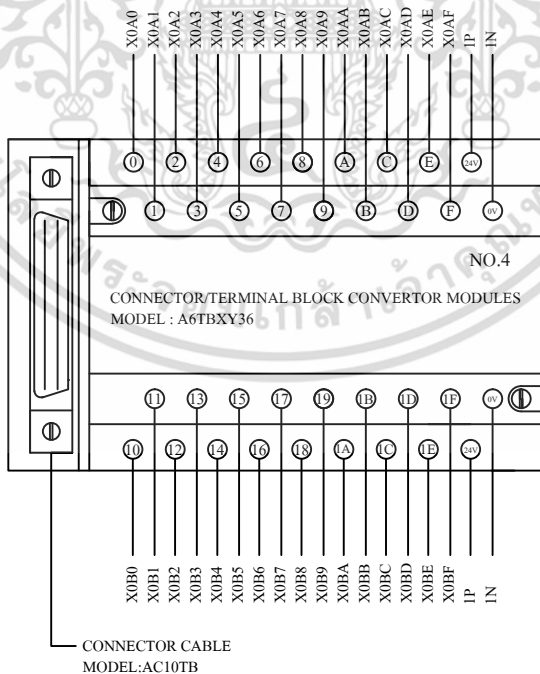 X0A0 X0A1 X0A2 X0A3 X0A4 X0A5 X0A6 X0A7 X0A8 X0A9 X0AA X0AB X0AC X0AD X0AE X0AF 1P 1N
0 2 4 6 8 A C E 24V
1 3 5 7 9 B D F 0V
NO.4
CONNECTOR/TERMINAL BLOCK CONVERTOR MODULES
MODEL : A6TBXY36
11 13 15 17 19 1B 1D 1F 0V
10 12 14 16 18 1A 1C 1E 24V
X0B0 X0B1 X0B2 X0B3 X0B4 X0B5 X0B6 X0B7 X0B8 X0B9 X0BA X0BB X0BC X0BD X0BE X0BF 1P 1N
CONNECTOR CABLE
MODEL:AC10TB